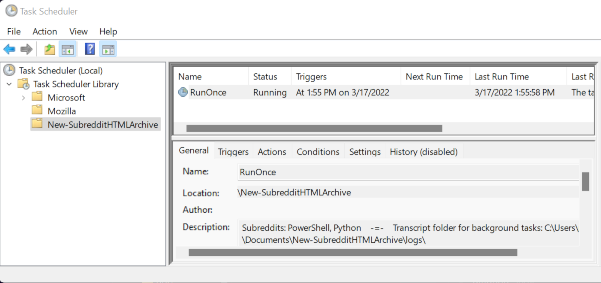 Task Scheduler
File Action View Help
Task Scheduler (Local)
Task Scheduler Library
Microsoft
Mozilla
New-SubredditHTMLArchive
Name Status Triggers Next Run Time Last Run Time Last R
RunOnce Running At 1:55 PM on 3/17/2022 3/17/2022 1:55:58 PM The ta
General Triggers Actions Conditions Settings History (disabled)
Name: RunOnce
Location: \New-SubredditHTMLArchive
Author:
Description: Subreddits: PowerShell, Python -=- Transcript folder for background tasks: C:\Users\
\Documents\New-SubredditHTMLArchive\logs\